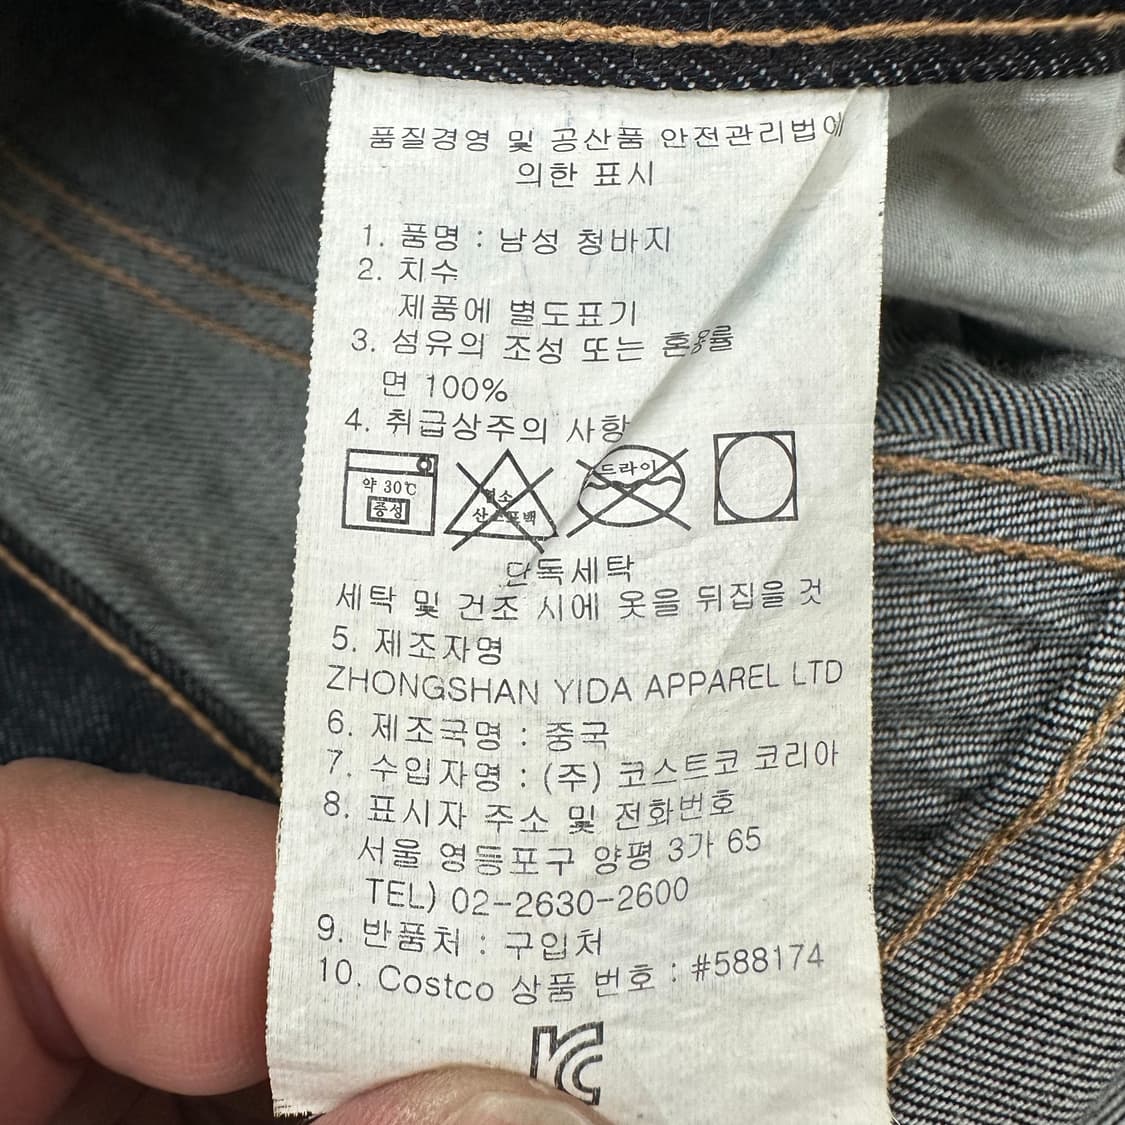 품질경영 및 공산품 안전관리법에
의한 표시
1. 품명 : 남성 청바지
2. 치수
제품에 별도표기
3. 섬유의 조성 또는 혼용률
면 100%
4. 취급상주의 사항
약 30℃
중성
염소
산소표백
드라이
단독세탁
세탁 및 건조 시에 옷을 뒤집을 것
5. 제조자명
ZHONGSHAN YIDA APPAREL LTD
6. 제조국명 : 중국
7. 수입자명 : (주) 코스트코 코리아
8. 표시자 주소 및 전화번호
서울 영등포구 양평 3가 65
TEL) 02-2630-2600
9. 반품처 : 구입처
10. Costco 상품 번호 : #588174
KC